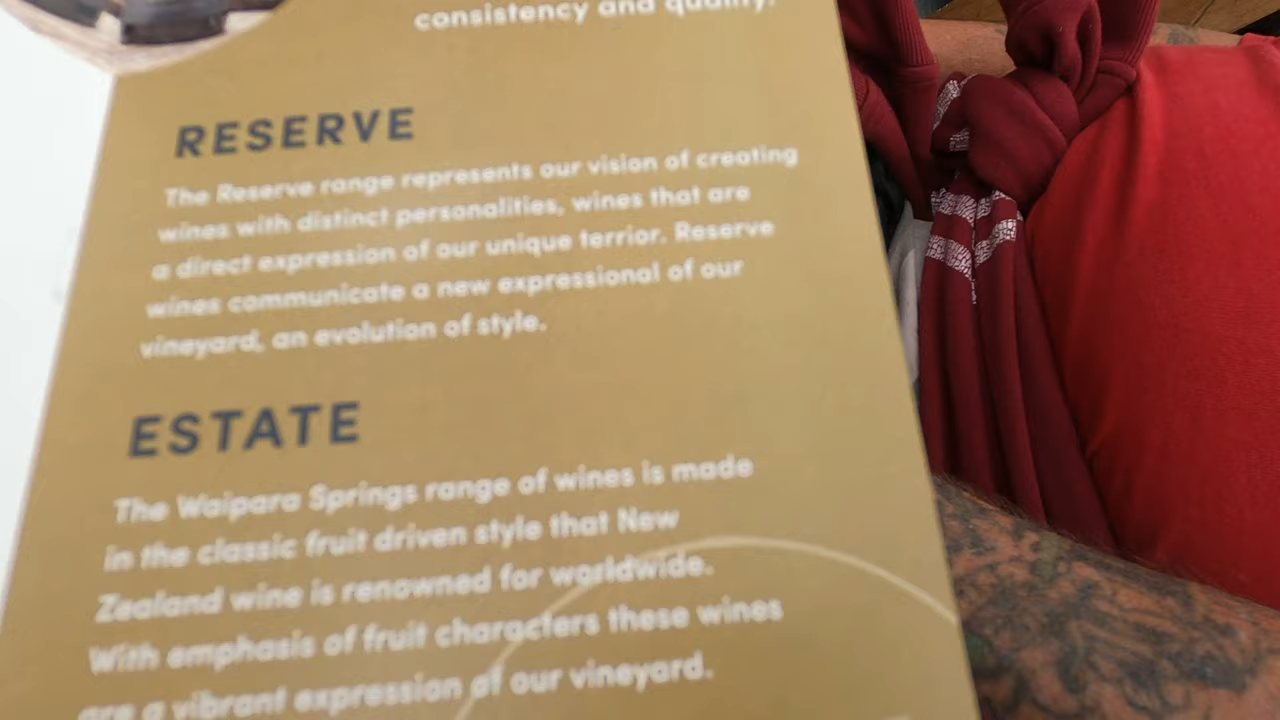 consistency and quality.
RESERVE
The Reserve range represents our vision of creating
wines with distinct personalities, wines that are
a direct expression of our unique terrior. Reserve
wines communicate a new expressional of our
vineyard, an evolution of style.
ESTATE
The Waipara Springs range of wines is made
in the classic fruit driven style that New
Zealand wine is renowned for worldwide.
With emphasis of fruit characters these wines
are a vibrant expression of our vineyard.